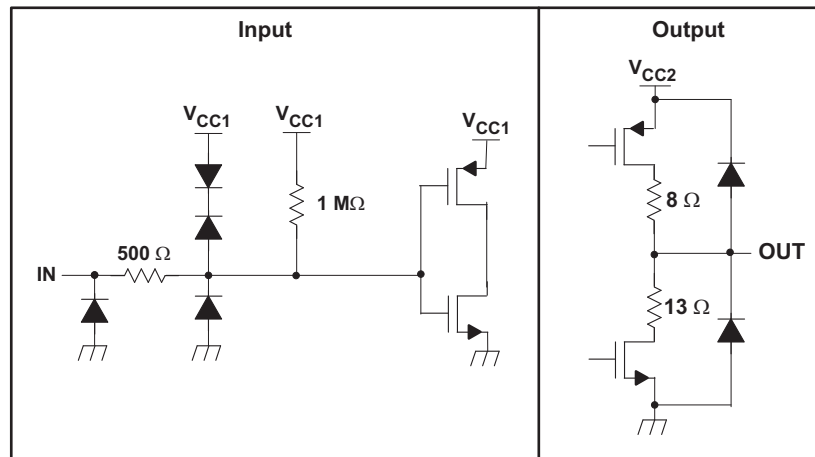 Input
Output
VCC1
VCC1
VCC1
1 MΩ
500 Ω
IN
VCC2
8 Ω
OUT
13 Ω